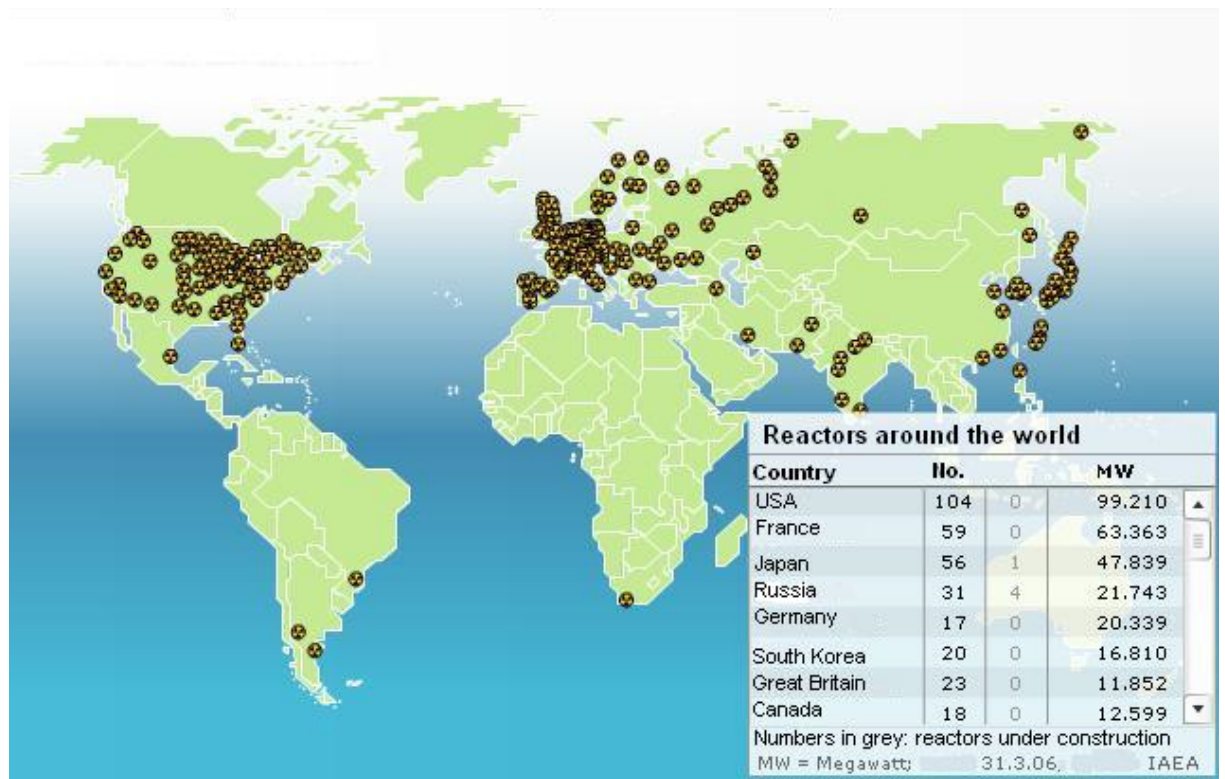 Reactors around the world
Country No. MW
USA 104 0 99.210
France 59 0 63.363
Japan 56 1 47.839
Russia 31 4 21.743
Germany 17 0 20.339
South Korea 20 0 16.810
Great Britain 23 0 11.852
Canada 18 0 12.599
Numbers in grey: reactors under construction
MW = Megawatt; 31.3.06, IAEA